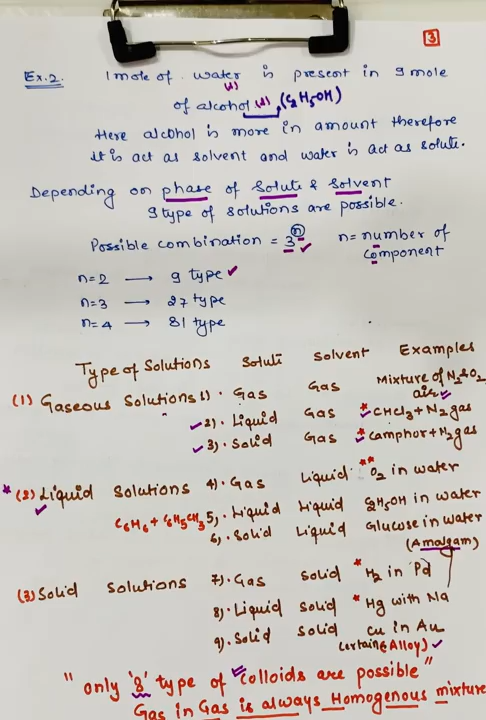 3
Ex.2. 1 mole of water (l) is present in 9 mole
of alcohol (l) (C₂H₅OH)
Here alcohol is more in amount therefore
it is act as solvent and water is act as solute.
Depending on phase of solute & solvent
9 type of solutions are possible.
Possible combination = 3ⁿ ✓ n = number of component
n=2 → 9 type ✓
n=3 → 27 type
n=4 → 81 type
Type of Solutions Solute Solvent Examples
(1) Gaseous Solutions 1). Gas Gas Mixture of N₂ & O₂ air
✓ 2). Liquid Gas * ✓ CHCl₃ + N₂ gas
✓ 3). Solid Gas * ✓ camphor + N₂ gas
* (2) Liquid Solutions 4). Gas Liquid ** O₂ in water
✓ C₆H₆ + C₆H₅CH₃ 5). Liquid Liquid C₂H₅OH in water
6). Solid Liquid Glucose in water
(Amalgam)
(3) Solid Solutions 7). Gas Solid * H₂ in Pd
8). Liquid Solid * Hg with Na
9). Solid Solid Cu in Au
(Alloy) ✓
"only '8' type of colloids are possible"
Gas in Gas is always Homogenous mixture